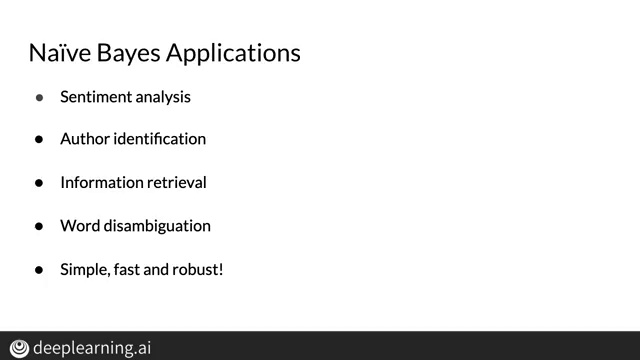 Naïve Bayes Applications
● Sentiment analysis
● Author identification
● Information retrieval
● Word disambiguation
● Simple, fast and robust!
deeplearning.ai